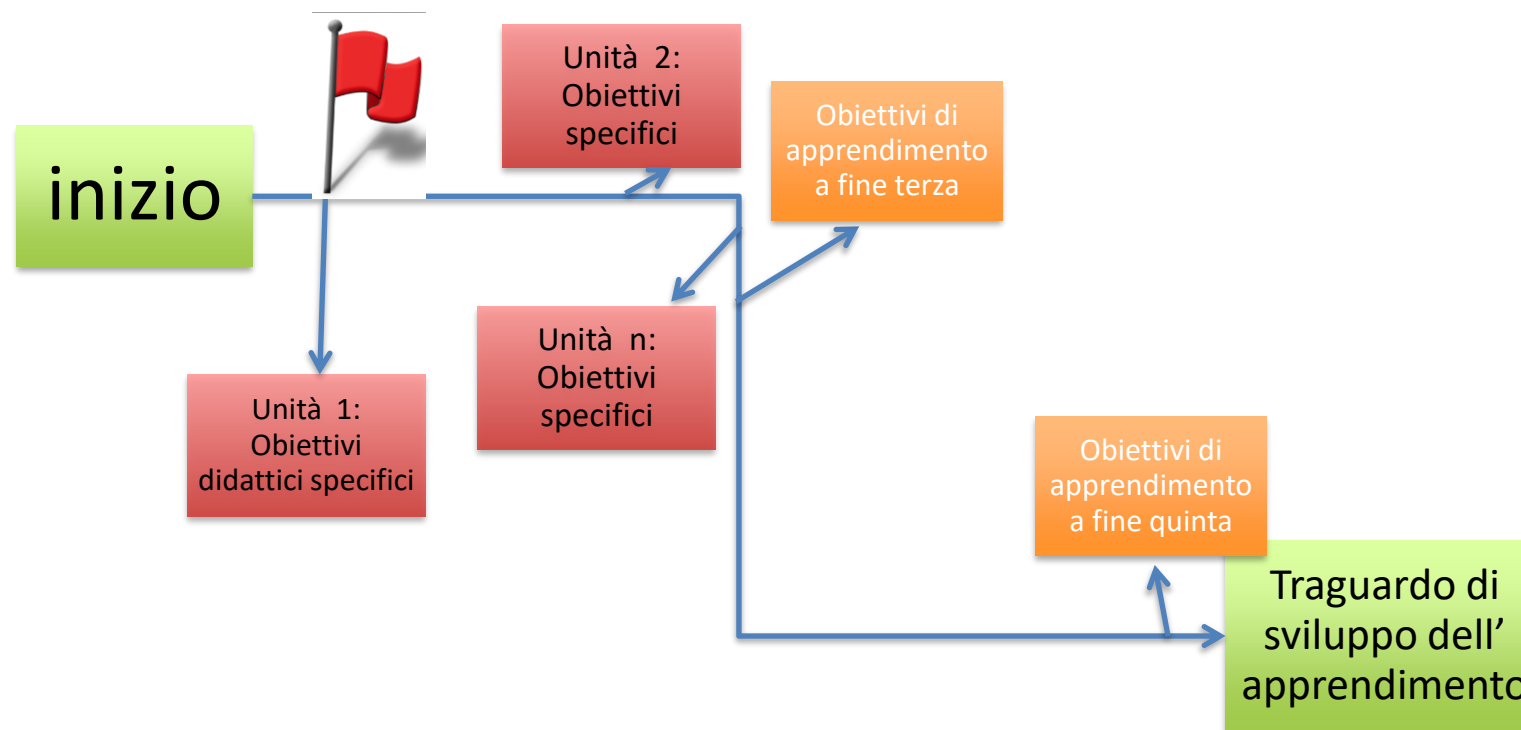 inizio
Unità 2:
Obiettivi
specifici
Obiettivi di
apprendimento
a fine terza
Unità n:
Obiettivi
specifici
Unità 1:
Obiettivi
didattici specifici
Obiettivi di
apprendimento
a fine quinta
Traguardo di
sviluppo dell’
apprendimento